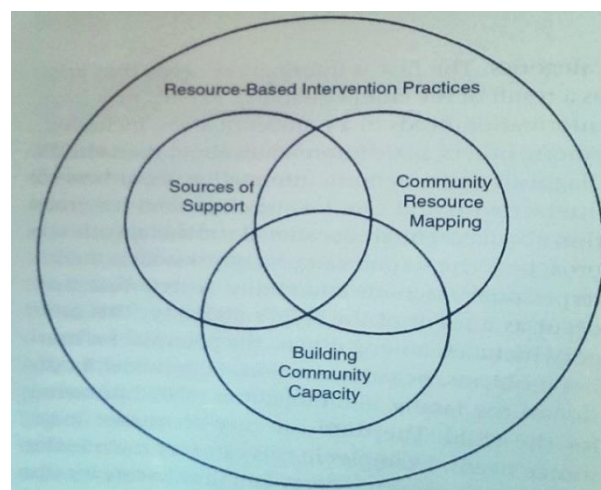 Resource-Based Intervention Practices
Sources of
Support
Community
Resource
Mapping
Building
Community
Capacity